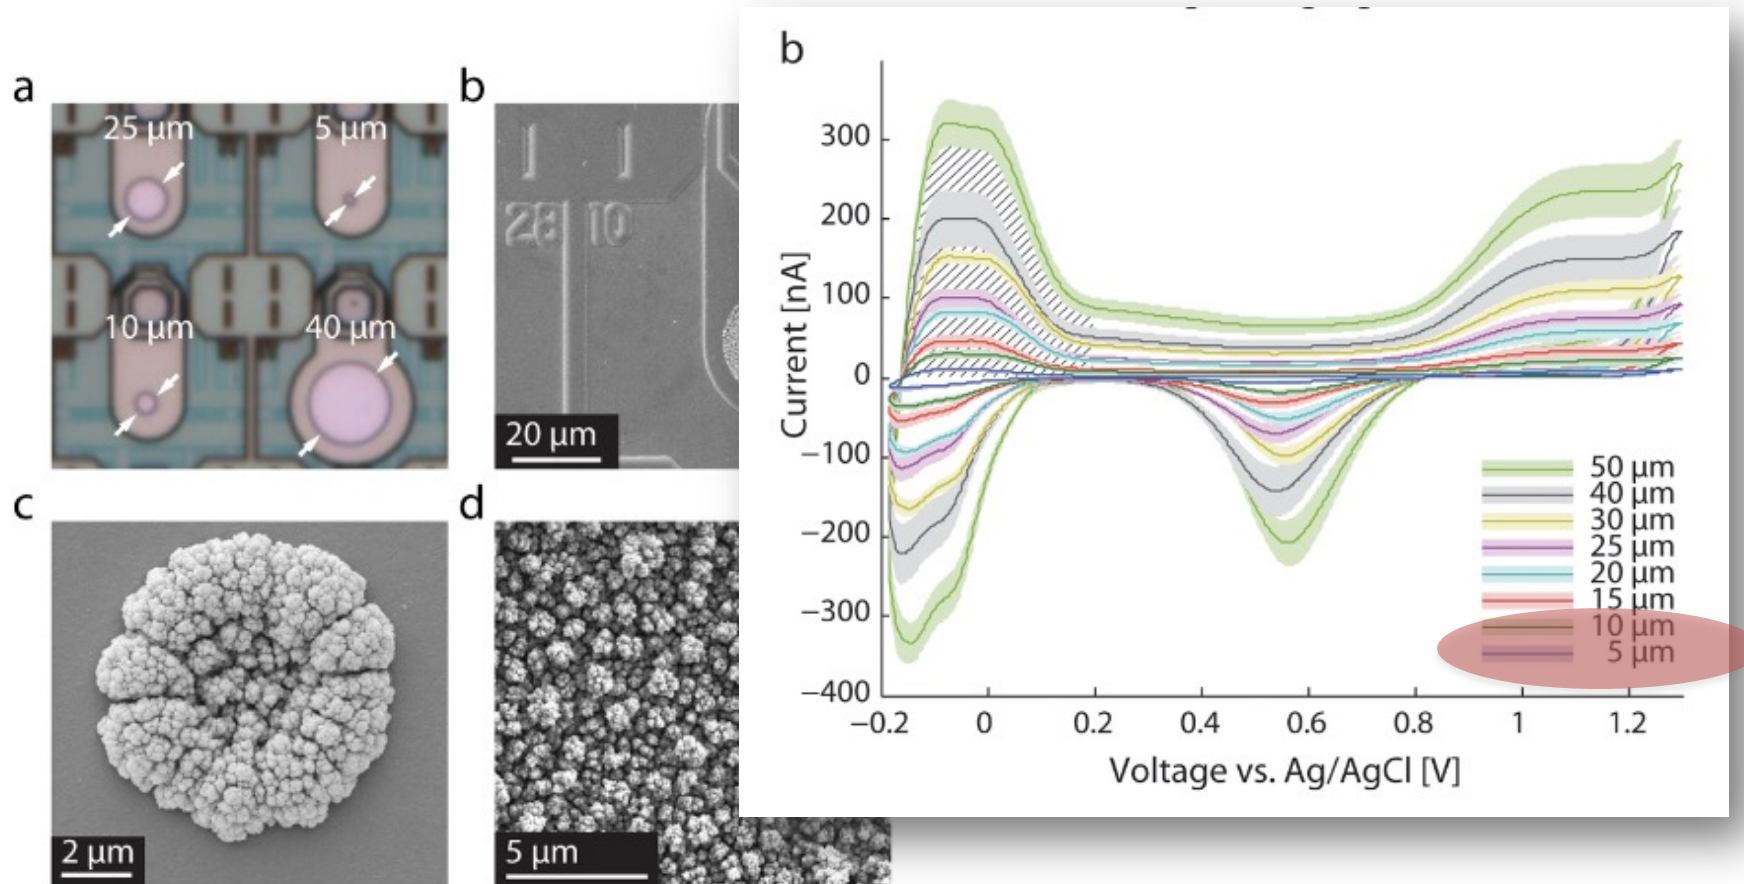 a
25 µm
5 µm
10 µm
40 µm
b
28 10
20 µm
c
2 µm
d
5 µm
b
Current [nA]
300
200
100
0
−100
−200
−300
−400
−0.2 0 0.2 0.4 0.6 0.8 1 1.2
Voltage vs. Ag/AgCl [V]
50 µm
40 µm
30 µm
25 µm
20 µm
15 µm
10 µm
5 µm